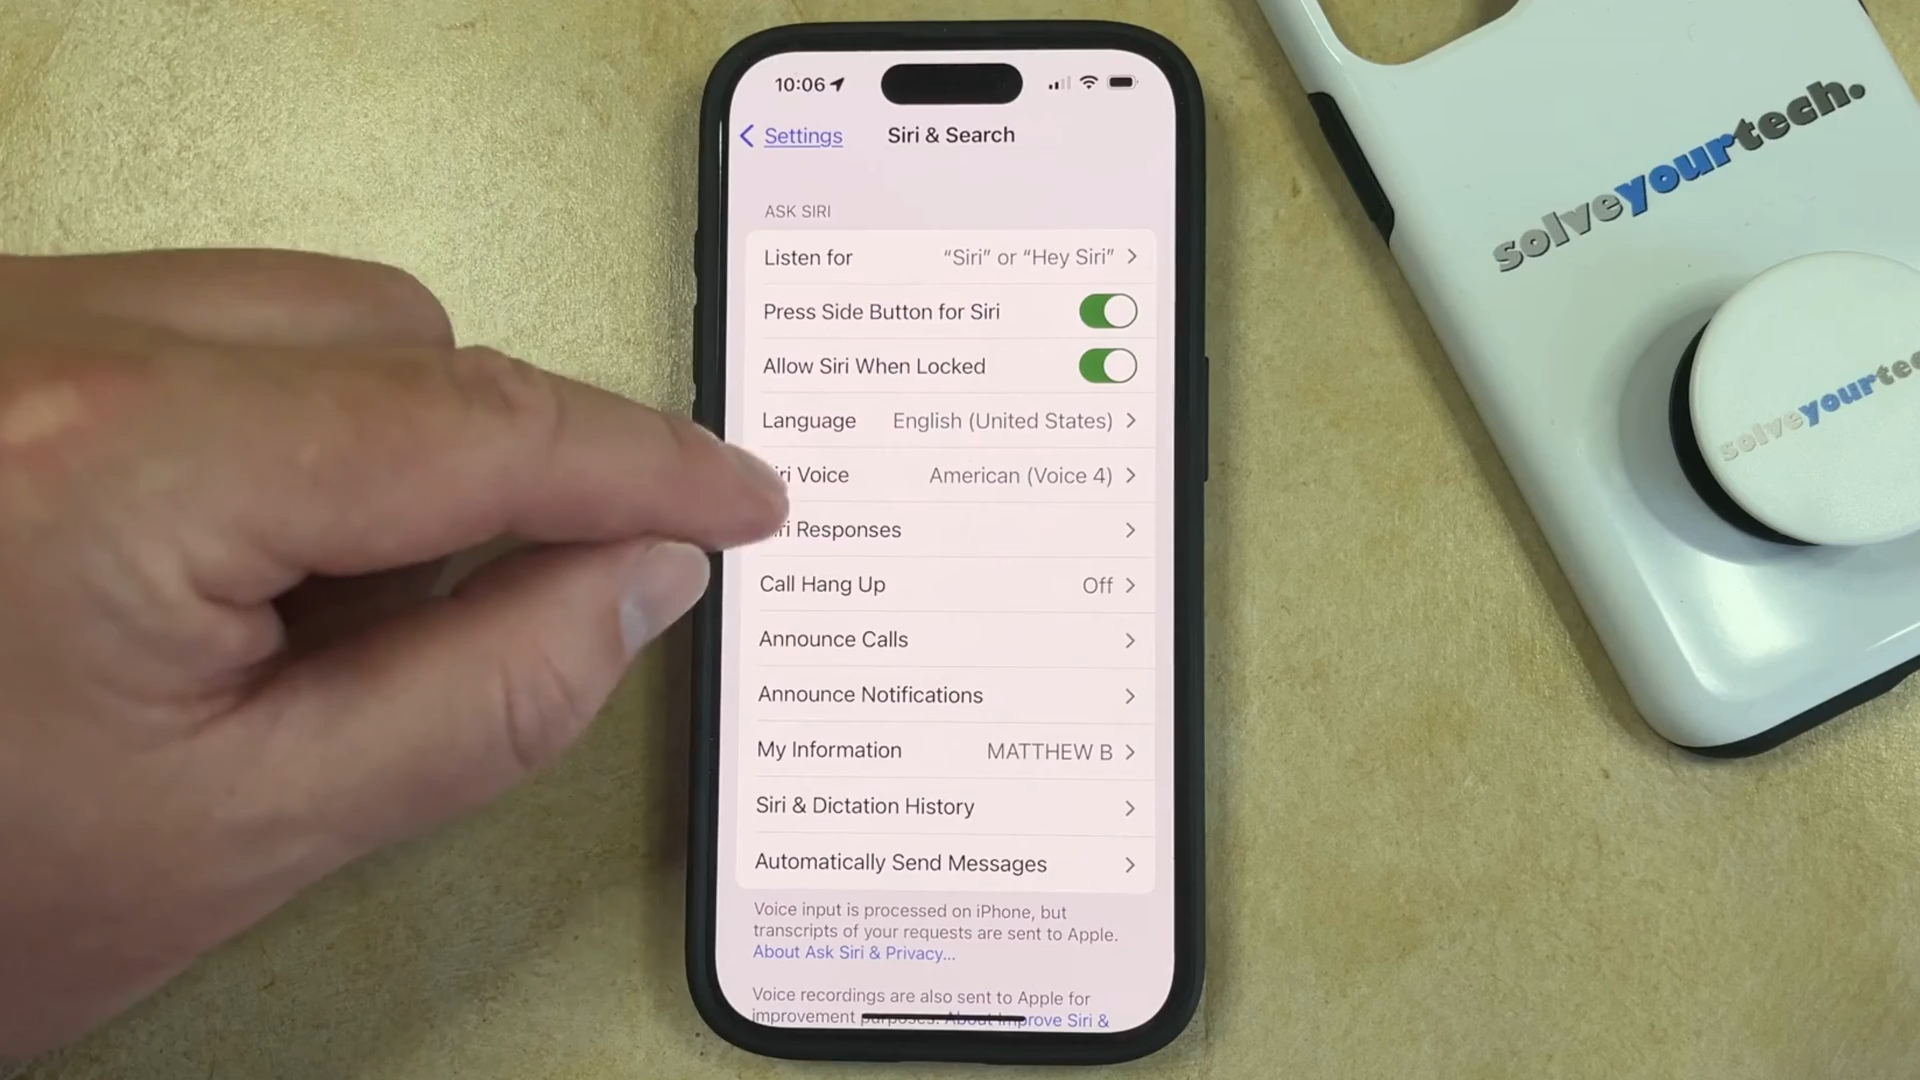 10:06
Settings
Siri & Search
ASK SIRI
Listen for “Siri” or “Hey Siri”
Press Side Button for Siri
Allow Siri When Locked
Language English (United States)
Voice American (Voice 4)
Responses
Call Hang Up Off
Announce Calls
Announce Notifications
My Information MATTHEW B
Siri & Dictation History
Automatically Send Messages
Voice input is processed on iPhone, but
transcripts of your requests are sent to Apple.
About Ask Siri & Privacy...
Voice recordings are also sent to Apple for
improvement purposes. About Improve Siri &
solveyourtech.
solveyourte